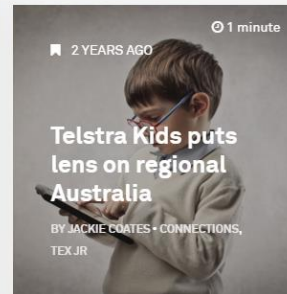 1 minute
2 YEARS AGO
Telstra Kids puts
lens on regional
Australia
BY JACKIE COATES • CONNECTIONS,
TEX JR